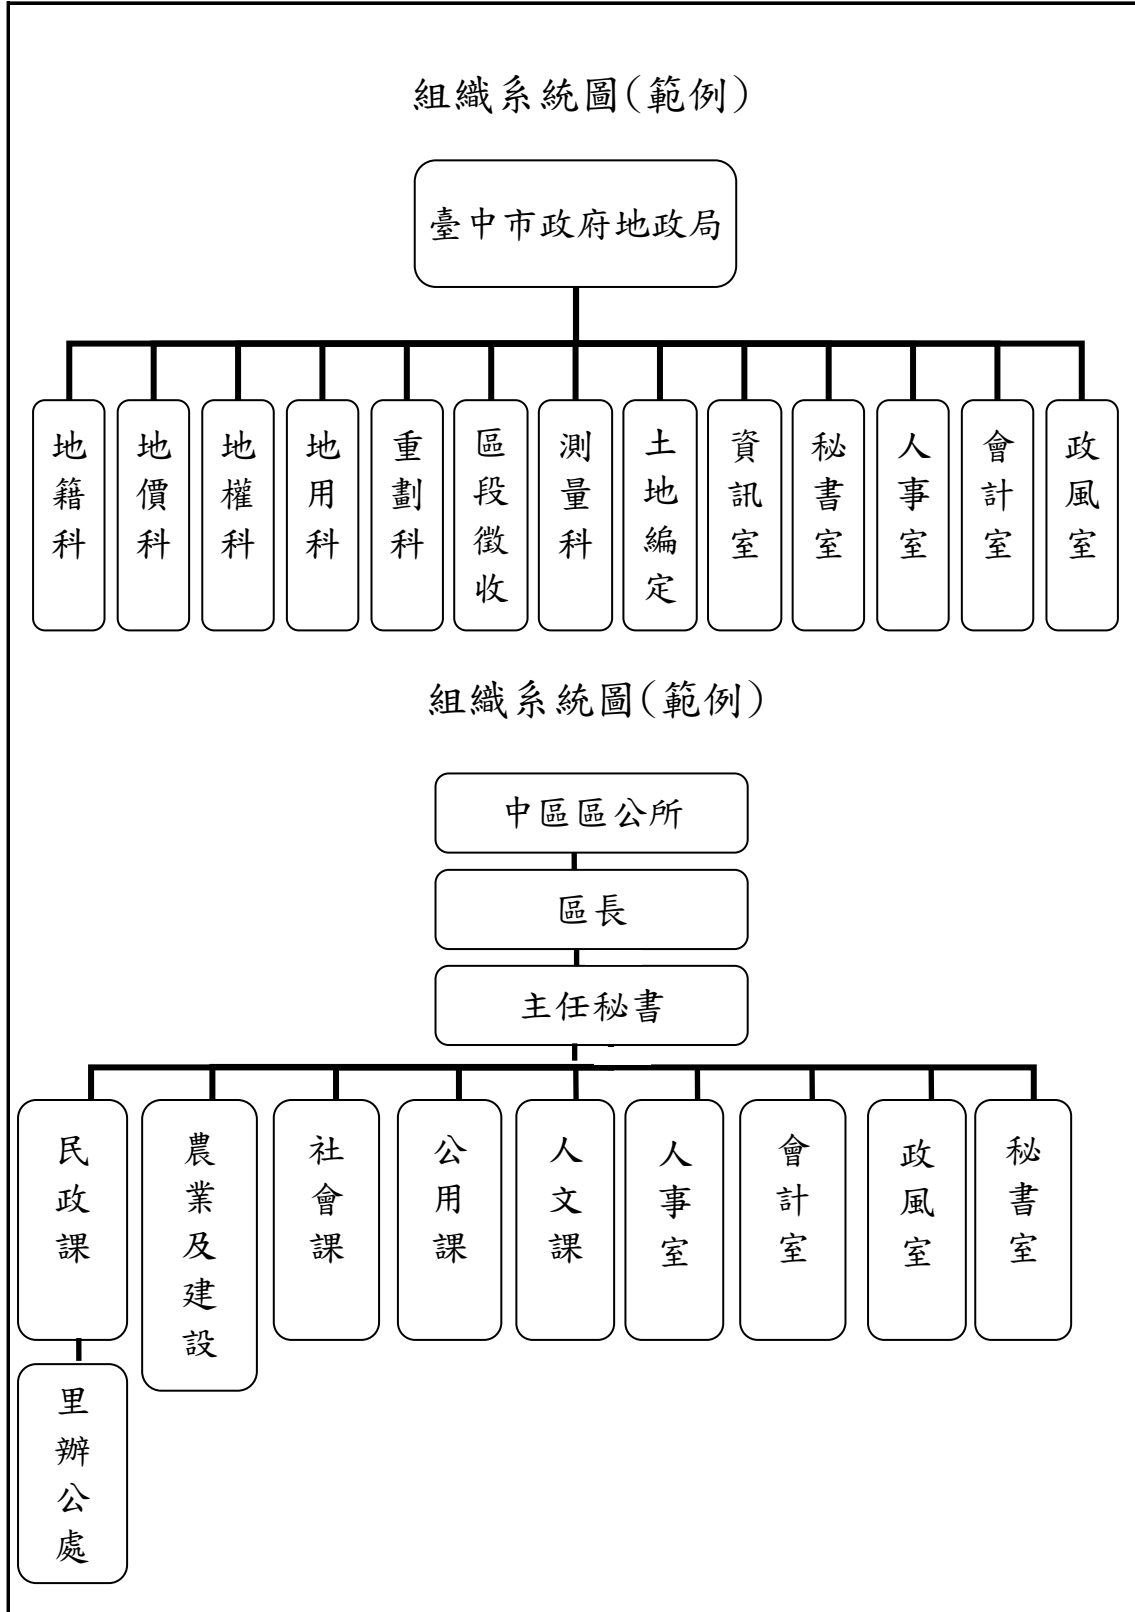 組織系統圖(範例)
臺中市政府地政局
地籍科
地價科
地權科
地用科
重劃科
區段徵收
測量科
土地編定
資訊室
秘書室
人事室
會計室
政風室
組織系統圖(範例)
中區區公所
區長
主任秘書
民政課
農業及建設
社會課
公用課
人文課
人事室
會計室
政風室
秘書室
里辦公處